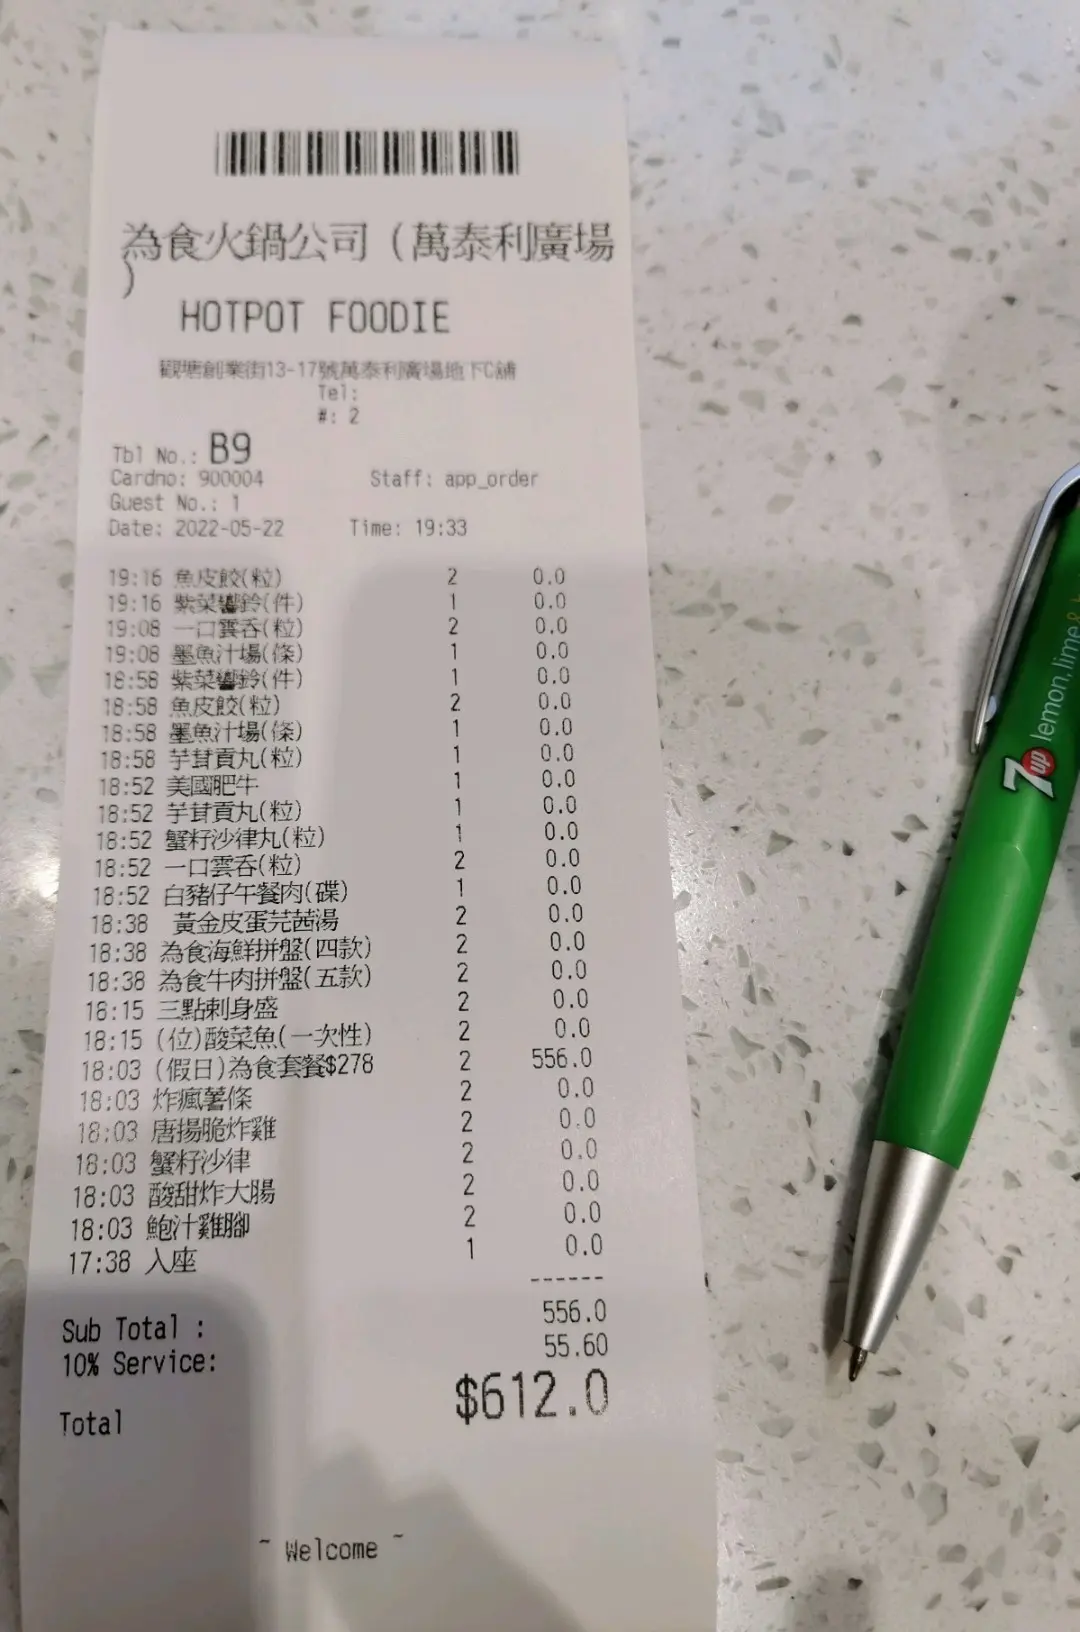 為食火鍋公司(萬泰利廣場
)
HOTPOT FOODIE
觀塘創業街13-17號萬泰利廣場地下C舖
Tel:
#: 2
Tbl No.: B9
Cardno: 900004 Staff: app_order
Guest No.: 1
Date: 2022-05-22 Time: 19:33
19:16 魚皮餃(粒) 2 0.0
19:16 紫菜響鈴(件) 1 0.0
19:08 一口雲吞(粒) 2 0.0
19:08 墨魚汁場(條) 1 0.0
18:58 紫菜響鈴(件) 1 0.0
18:58 魚皮餃(粒) 2 0.0
18:58 墨魚汁場(條) 1 0.0
18:58 芋茸貢丸(粒) 1 0.0
18:52 美國肥牛 1 0.0
18:52 芋茸貢丸(粒) 1 0.0
18:52 蟹籽沙律丸(粒) 1 0.0
18:52 一口雲吞(粒) 2 0.0
18:52 白豬仔午餐肉(碟) 1 0.0
18:38 黃金皮蛋芫茜湯 2 0.0
18:38 為食海鮮拼盤(四款) 2 0.0
18:38 為食牛肉拼盤(五款) 2 0.0
18:15 三點刺身盛 2 0.0
18:15 (位)酸菜魚(一次性) 2 0.0
18:03 (假日)為食套餐$278 2 556.0
18:03 炸瘋薯條 2 0.0
18:03 唐揚脆炸雞 2 0.0
18:03 蟹籽沙律 2 0.0
18:03 酸甜炸大腸 2 0.0
18:03 鮑汁雞腳 2 0.0
17:38 入座 1 0.0
------
Sub Total : 556.0
10% Service: 55.60
Total $612.0
~ Welcome ~
7up lemon.lime &